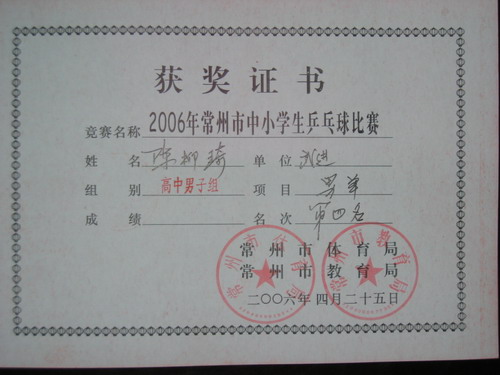 获奖证书
竞赛名称 2006年常州市中小学生乒乓球比赛
姓名 陈柳琦 单位 武进
组别 高中男子组 项目 男单
成绩 名次 第四名
常州市体育局
常州市教育局
二〇〇六年四月二十五日